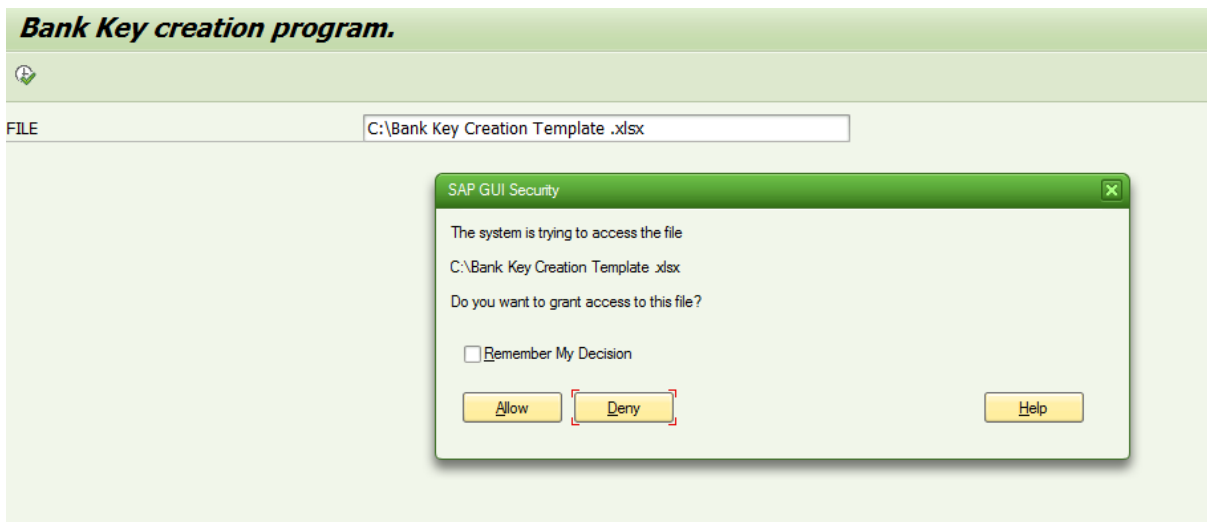 Bank Key creation program.
FILE
C:\Bank Key Creation Template .xlsx
SAP GUI Security
The system is trying to access the file
C:\Bank Key Creation Template .xlsx
Do you want to grant access to this file?
Remember My Decision
Allow Deny Help